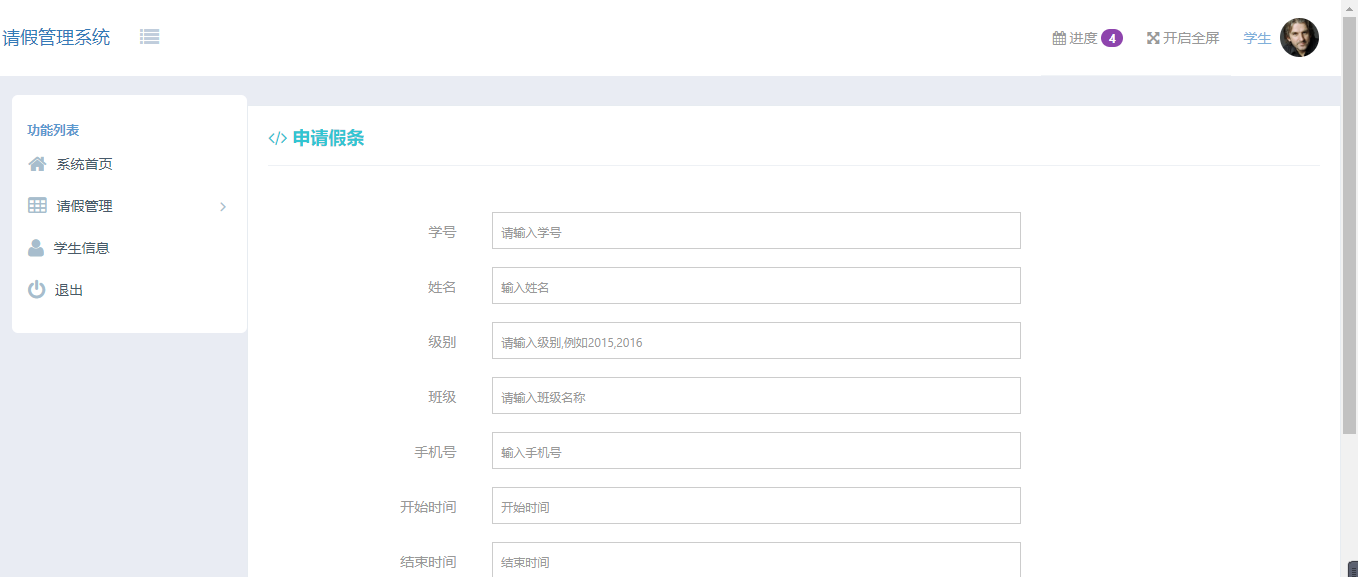 请假管理系统
进度 4 开启全屏 学生
功能列表
系统首页
请假管理
学生信息
退出
</> 申请假条
学号 请输入学号
姓名 输入姓名
级别 请输入级别,例如2015,2016
班级 请输入班级名称
手机号 输入手机号
开始时间 开始时间
结束时间 结束时间